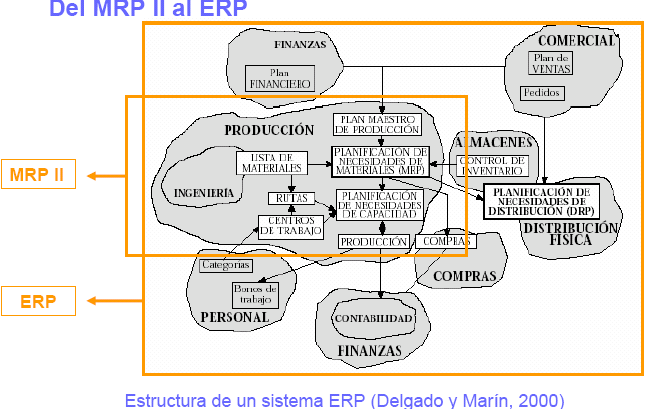 Del MRP II al ERP
FINANZAS
Plan
FINANCIERO
COMERCIAL
Plan de
VENTAS
Pedidos
PRODUCCIÓN
PLAN MAESTRO
DE PRODUCCIÓN
ALMACENES
LISTA DE
MATERIALES
PLANIFICACIÓN DE
NECESIDADES DE
MATERIALES (MRP)
CONTROL DE
INVENTARIO
MRP II
INGENIERÍA
RUTAS
PLANIFICACIÓN DE
NECESIDADES
DE CAPACIDAD
PLANIFICACIÓN DE
NECESIDADES DE
DISTRIBUCIÓN (DRP)
CENTROS
DE TRABAJO
DISTRIBUCIÓN
FÍSICA
PRODUCCIÓN
COMPRAS
Categorías
COMPRAS
Bonos de
trabajo
ERP
PERSONAL
CONTABILIDAD
FINANZAS
Estructura de un sistema ERP (Delgado y Marín, 2000)